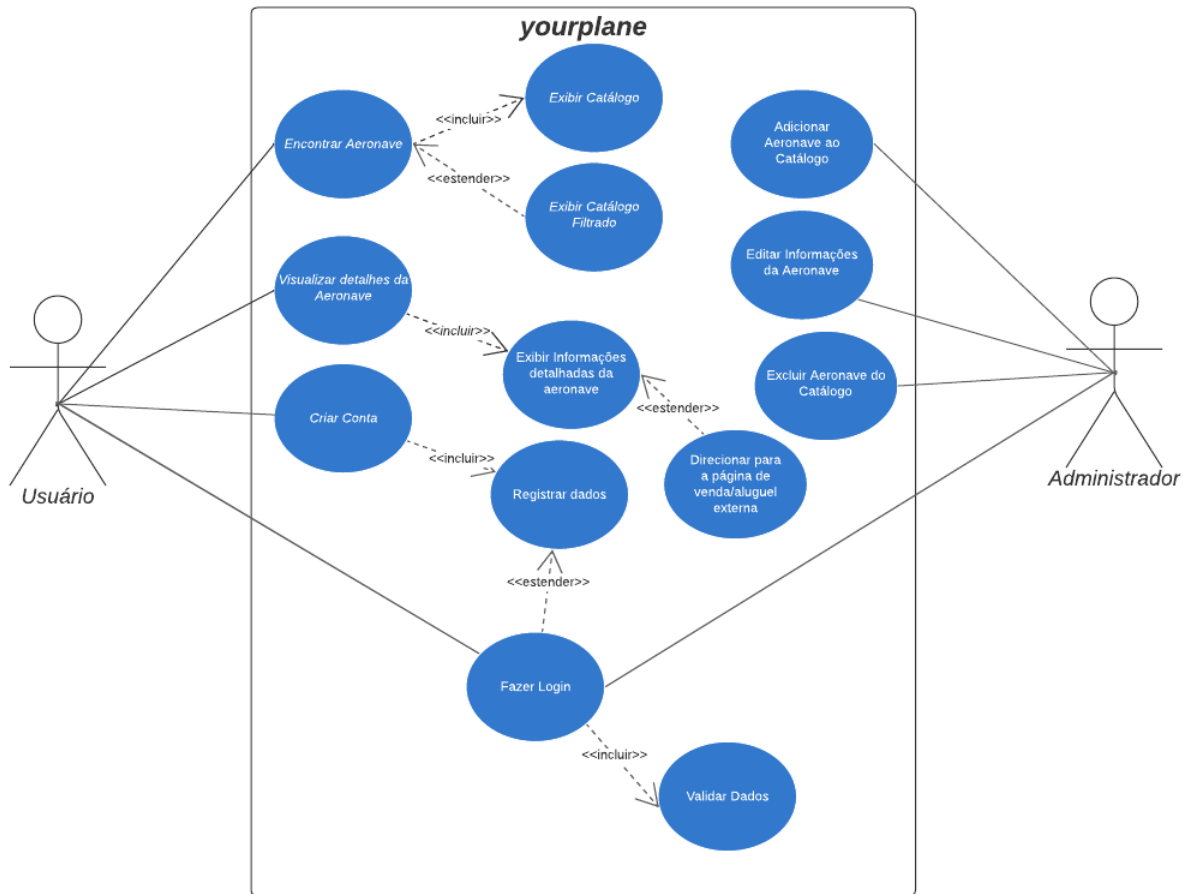 yourplane
Exibir Catálogo
<<incluir>>
Encontrar Aeronave
<<estender>>
Exibir Catálogo
Filtrado
Adicionar
Aeronave ao
Catálogo
Editar Informações
da Aeronave
Visualizar detalhes da
Aeronave
<<incluir>>
Exibir Informações
detalhadas da
aeronave
Excluir Aeronave do
Catálogo
<<estender>>
Criar Conta
<<incluir>>
Registrar dados
Direcionar para
a página de
venda/aluguel
externa
Usuário
Administrador
<<estender>>
Fazer Login
<<incluir>>
Validar Dados